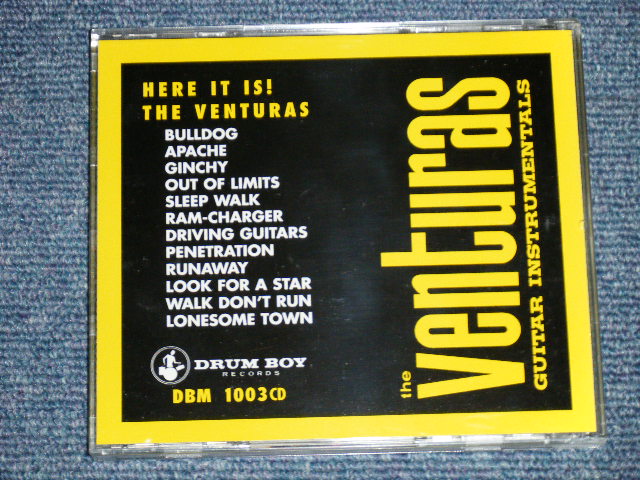 HERE IT IS!
THE VENTURAS
BULLDOG
APACHE
GINCHY
OUT OF LIMITS
SLEEP WALK
RAM-CHARGER
DRIVING GUITARS
PENETRATION
RUNAWAY
LOOK FOR A STAR
WALK DON'T RUN
LONESOME TOWN
DRUM BOY
RECORDS
DBM 1003CD
the venturas
GUITAR INSTRUMENTALS